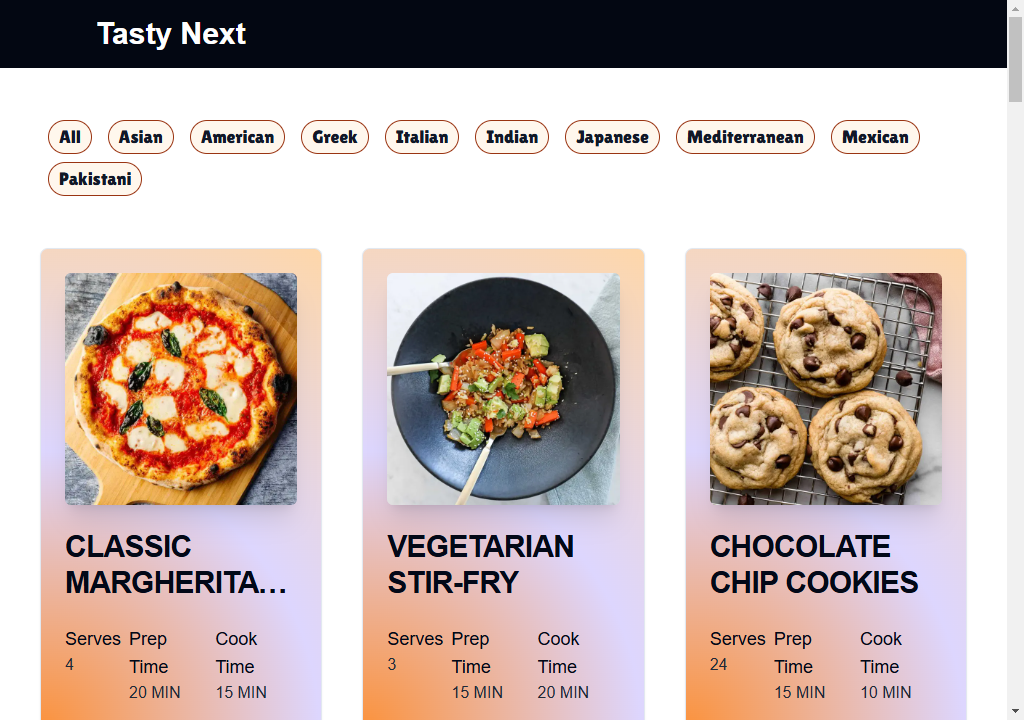 Tasty Next
All Asian American Greek Italian Indian Japanese Mediterranean Mexican
Pakistani
CLASSIC
MARGHERITA...
Serves Prep Time Cook Time
4 20 MIN 15 MIN
VEGETARIAN
STIR-FRY
Serves Prep Time Cook Time
3 15 MIN 20 MIN
CHOCOLATE
CHIP COOKIES
Serves Prep Time Cook Time
24 15 MIN 10 MIN